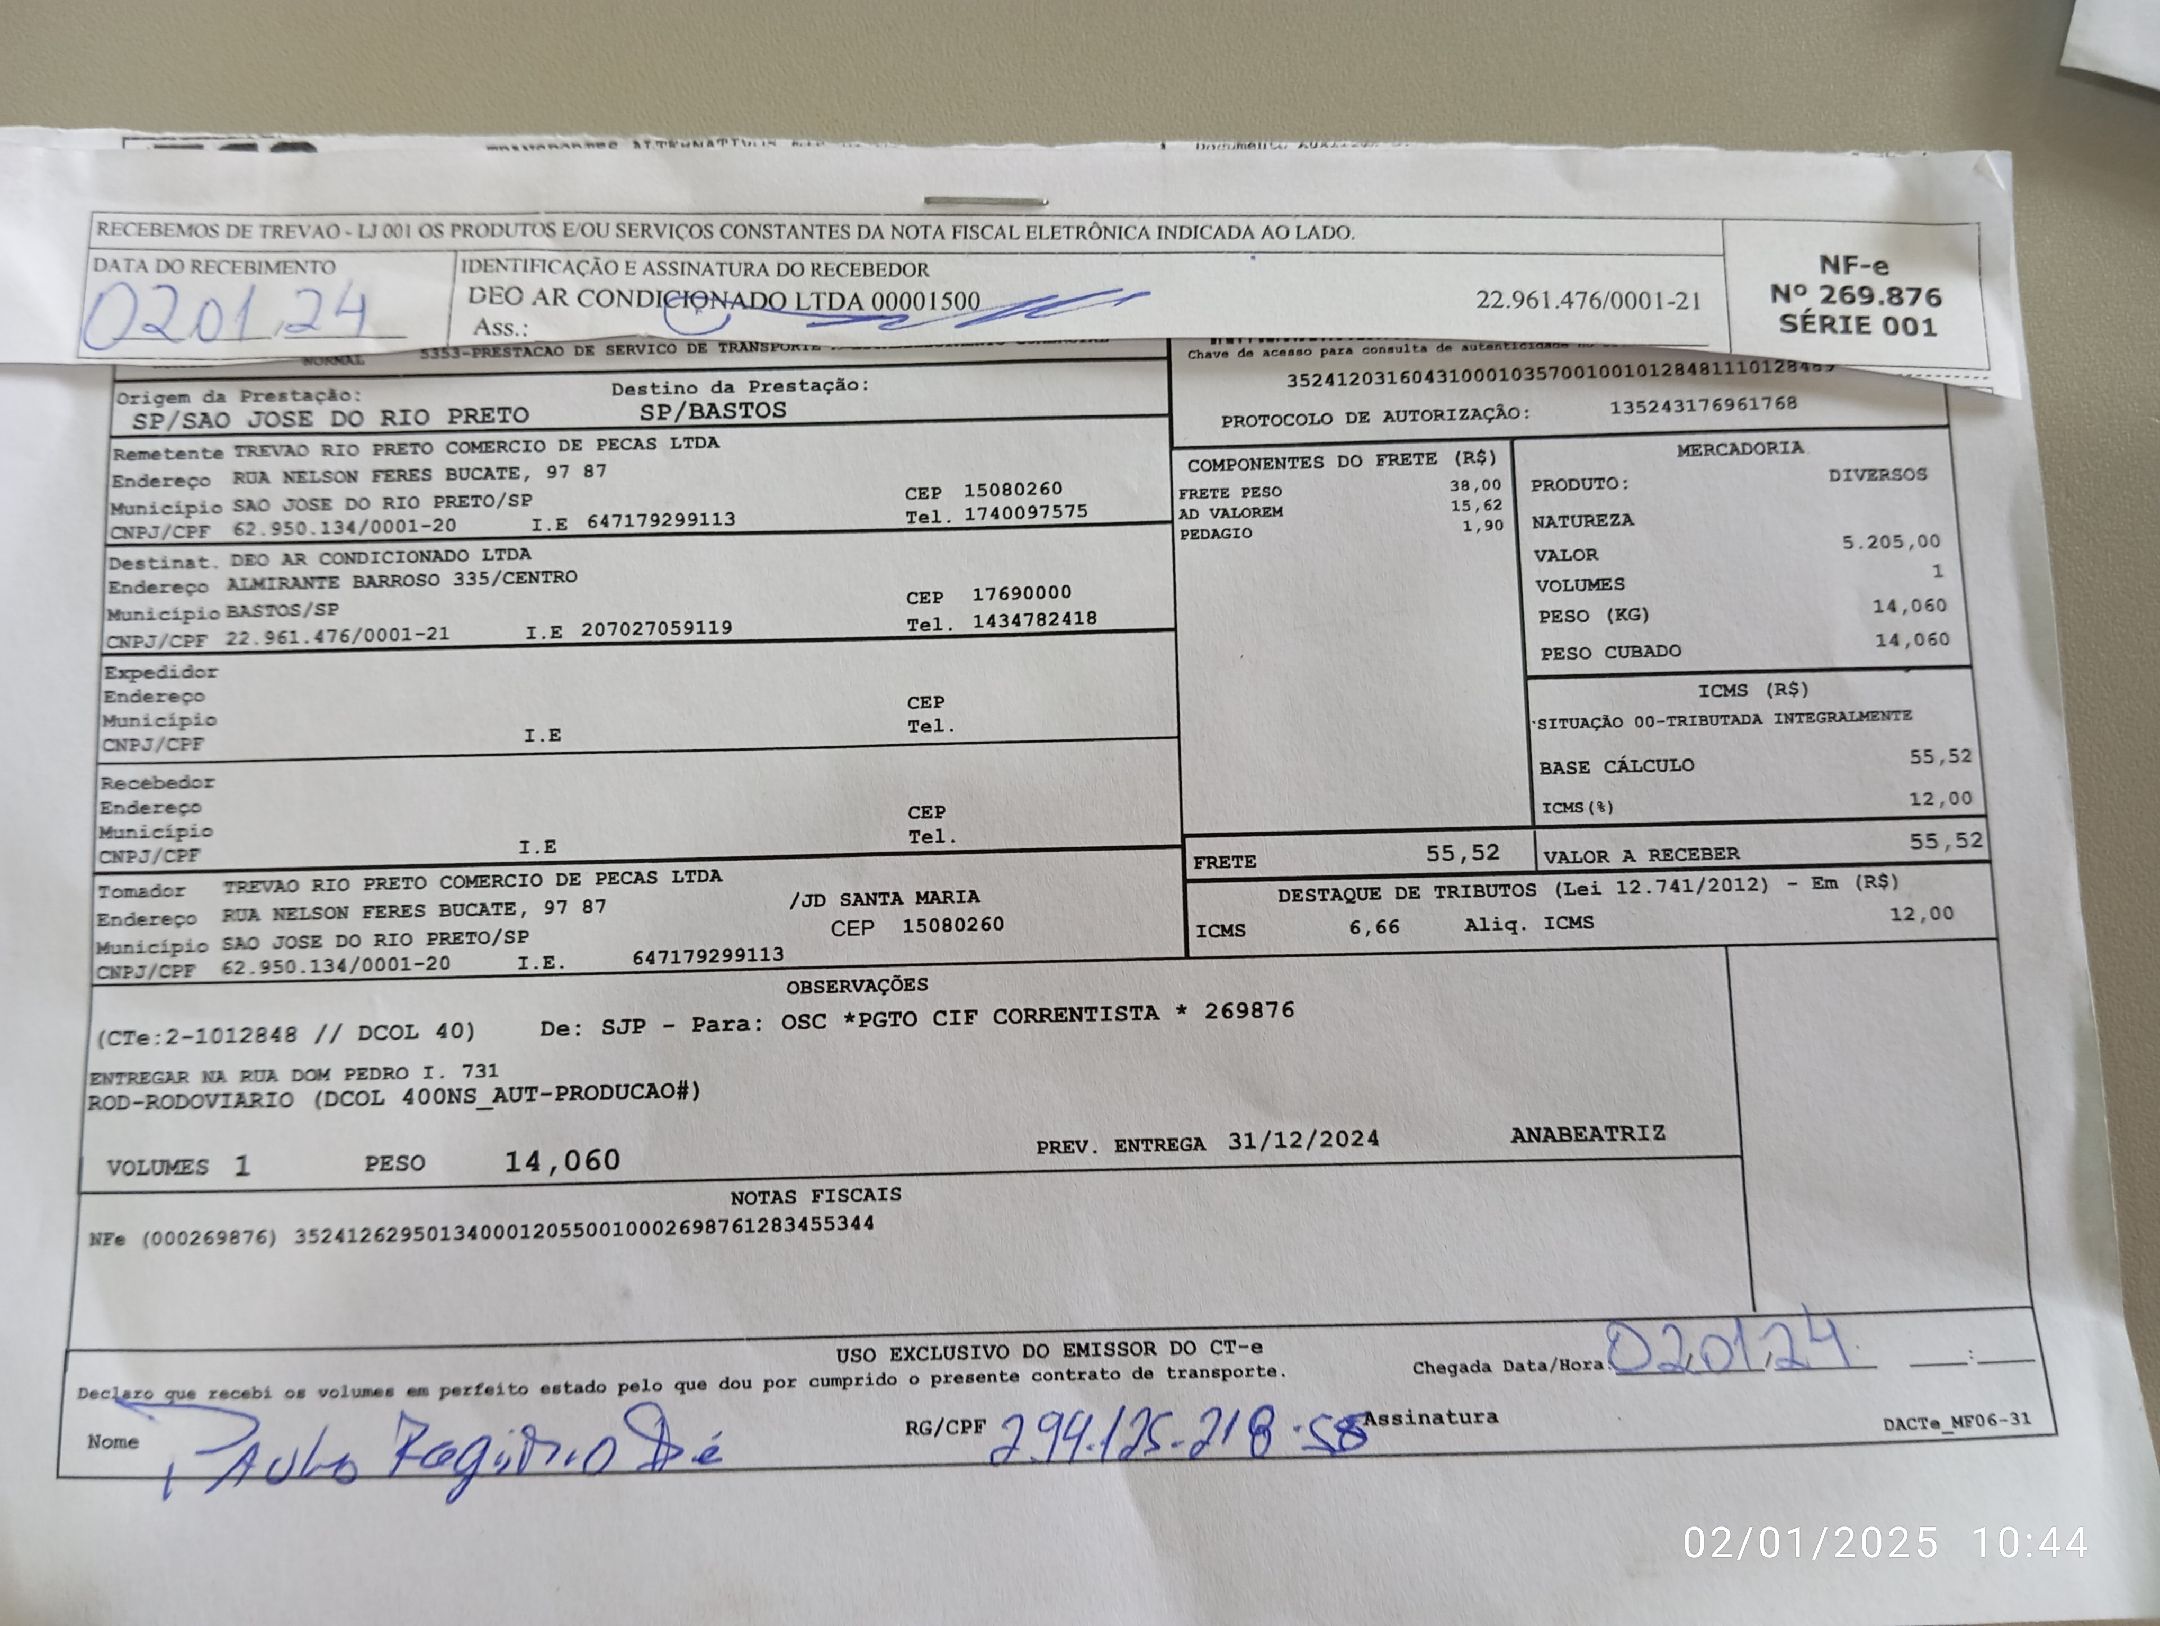 RECEBEMOS DE TREVAO - LJ 001 OS PRODUTOS E/OU SERVIÇOS CONSTANTES DA NOTA FISCAL ELETRÔNICA INDICADA AO LADO.
DATA DO RECEBIMENTO
020124
IDENTIFICAÇÃO E ASSINATURA DO RECEBEDOR
DEO AR CONDICIONADO LTDA 00001500
22.961.476/0001-21
Ass.:
NF-e
Nº 269.876
SÉRIE 001
NORMAL
5353-PRESTACAO DE SERVICO DE TRANSPORTE
Chave de acesso para consulta de autenticidade
35241203160431000103570010010128481110128489
PROTOCOLO DE AUTORIZAÇÃO: 135243176961768
Origem da Prestação:
SP/SAO JOSE DO RIO PRETO
Destino da Prestação:
SP/BASTOS
Remetente TREVAO RIO PRETO COMERCIO DE PECAS LTDA
Endereço RUA NELSON FERES BUCATE, 97 87
Município SAO JOSE DO RIO PRETO/SP CEP 15080260
CNPJ/CPF 62.950.134/0001-20 I.E 647179299113 Tel. 1740097575
Destinat. DEO AR CONDICIONADO LTDA
Endereço ALMIRANTE BARROSO 335/CENTRO
Município BASTOS/SP CEP 17690000
CNPJ/CPF 22.961.476/0001-21 I.E 207027059119 Tel. 1434782418
Expedidor
Endereço
Município CEP
CNPJ/CPF I.E Tel.
Recebedor
Endereço
Município CEP
CNPJ/CPF I.E Tel.
Tomador TREVAO RIO PRETO COMERCIO DE PECAS LTDA
Endereço RUA NELSON FERES BUCATE, 97 87 /JD SANTA MARIA
Município SAO JOSE DO RIO PRETO/SP CEP 15080260
CNPJ/CPF 62.950.134/0001-20 I.E. 647179299113
COMPONENTES DO FRETE (R$)
FRETE PESO 38,00
AD VALOREM 15,62
PEDAGIO 1,90
MERCADORIA
PRODUTO: DIVERSOS
NATUREZA
VALOR 5.205,00
VOLUMES 1
PESO (KG) 14,060
PESO CUBADO 14,060
ICMS (R$)
SITUAÇÃO 00-TRIBUTADA INTEGRALMENTE
BASE CÁLCULO 55,52
ICMS(%) 12,00
FRETE 55,52
VALOR A RECEBER 55,52
DESTAQUE DE TRIBUTOS (Lei 12.741/2012) - Em (R$)
ICMS 6,66 Aliq. ICMS 12,00
OBSERVAÇÕES
(CTe:2-1012848 // DCOL 40) De: SJP - Para: OSC *PGTO CIF CORRENTISTA * 269876
ENTREGAR NA RUA DOM PEDRO I. 731
ROD-RODOVIARIO (DCOL 400NS_AUT-PRODUCAO#)
VOLUMES 1 PESO 14,060 PREV. ENTREGA 31/12/2024 ANABEATRIZ
NOTAS FISCAIS
NFe (000269876) 35241262950134000120550010002698761283455344
USO EXCLUSIVO DO EMISSOR DO CT-e
Declaro que recebi os volumes em perfeito estado pelo que dou por cumprido o presente contrato de transporte.
Chegada Data/Hora 020124 :
Nome Paulo
RG/CPF 294.125.218.58
Assinatura
DACTe_MF06-31
02/01/2025 10:44